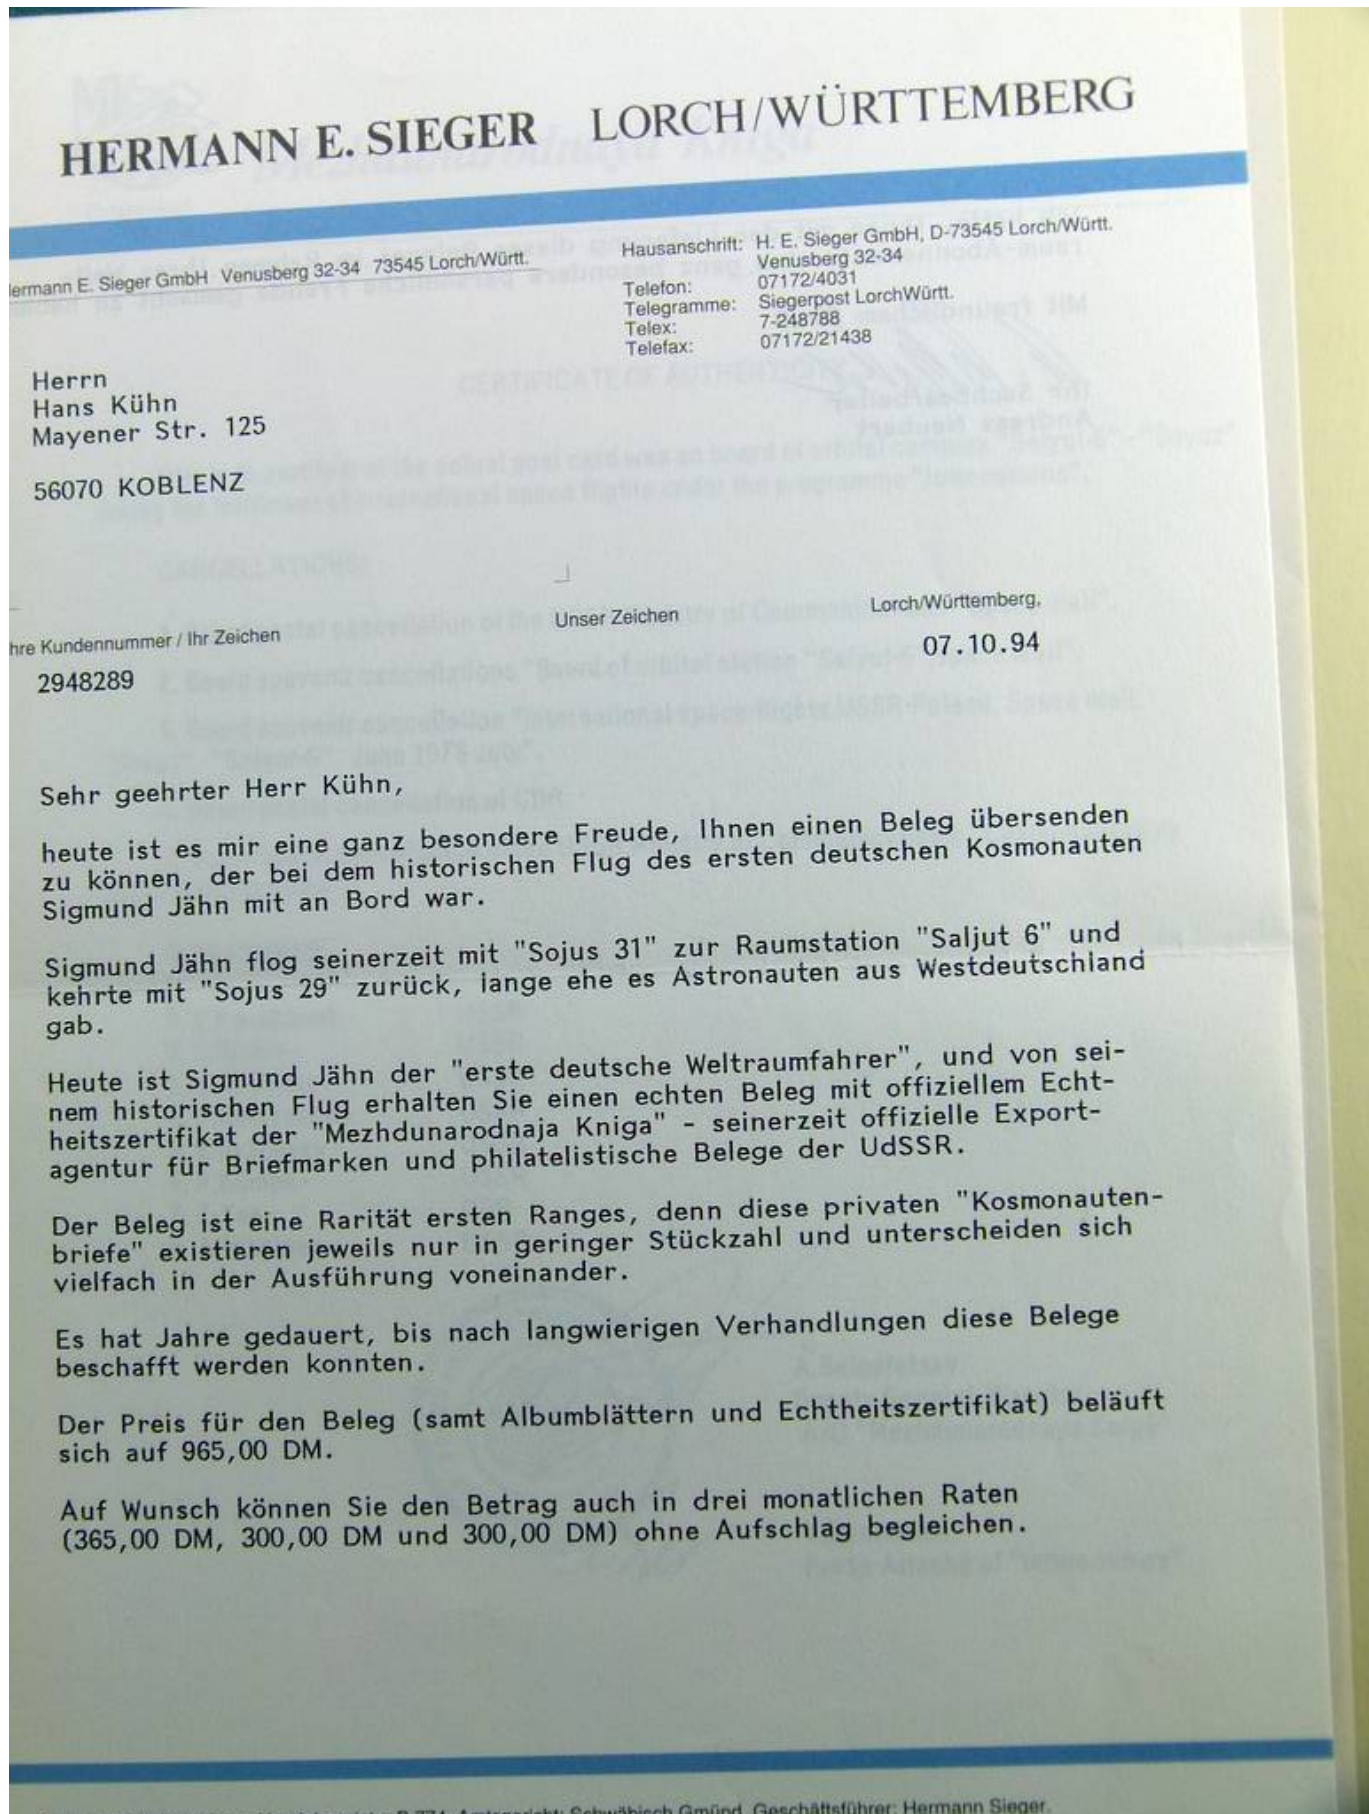 HERMANN E. SIEGER LORCH/WÜRTTEMBERG
ermann E. Sieger GmbH Venusberg 32-34 73545 Lorch/Württ.
Hausanschrift: H. E. Sieger GmbH, D-73545 Lorch/Württ.
Venusberg 32-34
Telefon: 07172/4031
Telegramme: Siegerpost LorchWürtt.
Telex: 7-248788
Telefax: 07172/21438
Herrn
Hans Kühn
Mayener Str. 125
56070 KOBLENZ
hre Kundennummer / Ihr Zeichen
Unser Zeichen
Lorch/Württemberg,
2948289
07.10.94
Sehr geehrter Herr Kühn,
heute ist es mir eine ganz besondere Freude, Ihnen einen Beleg übersenden
zu können, der bei dem historischen Flug des ersten deutschen Kosmonauten
Sigmund Jähn mit an Bord war.
Sigmund Jähn flog seinerzeit mit "Sojus 31" zur Raumstation "Saljut 6" und
kehrte mit "Sojus 29" zurück, lange ehe es Astronauten aus Westdeutschland
gab.
Heute ist Sigmund Jähn der "erste deutsche Weltraumfahrer", und von sei-
nem historischen Flug erhalten Sie einen echten Beleg mit offiziellem Echt-
heitszertifikat der "Mezhdunarodnaja Kniga" - seinerzeit offizielle Export-
agentur für Briefmarken und philatelistische Belege der UdSSR.
Der Beleg ist eine Rarität ersten Ranges, denn diese privaten "Kosmonauten-
briefe" existieren jeweils nur in geringer Stückzahl und unterscheiden sich
vielfach in der Ausführung voneinander.
Es hat Jahre gedauert, bis nach langwierigen Verhandlungen diese Belege
beschafft werden konnten.
Der Preis für den Beleg (samt Albumblättern und Echtheitszertifikat) beläuft
sich auf 965,00 DM.
Auf Wunsch können Sie den Betrag auch in drei monatlichen Raten
(365,00 DM, 300,00 DM und 300,00 DM) ohne Aufschlag begleichen.
Amtsgericht: Schwäbisch Gmünd. Geschäftsführer: Hermann Sieger.